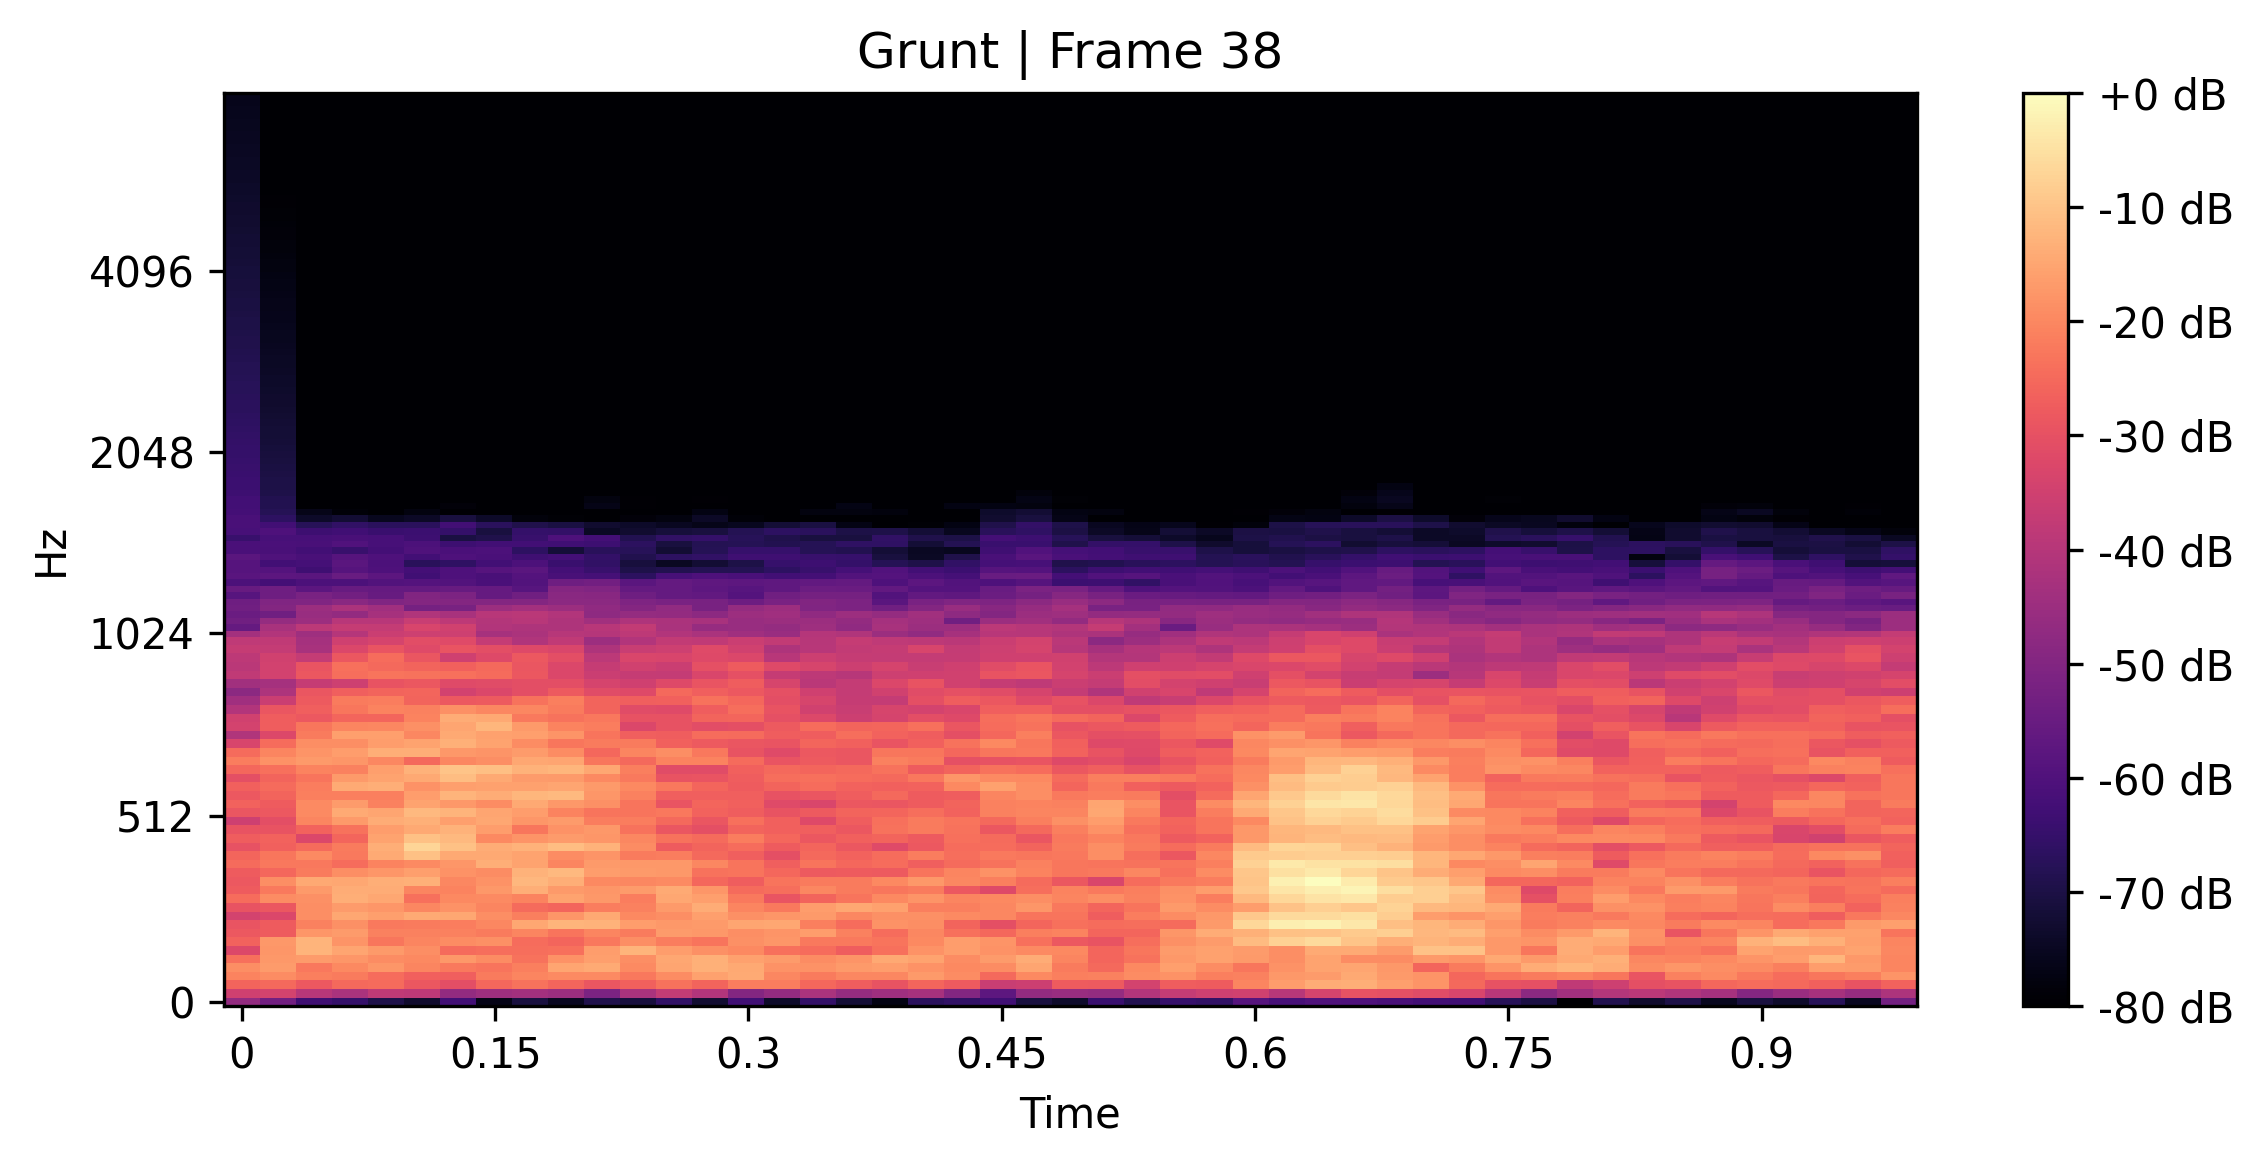 Grunt | Frame 38
+0 dB
-10 dB
-20 dB
-30 dB
-40 dB
-50 dB
-60 dB
-70 dB
-80 dB
4096
2048
1024
512
0
Hz
0 0.15 0.3 0.45 0.6 0.75 0.9
Time